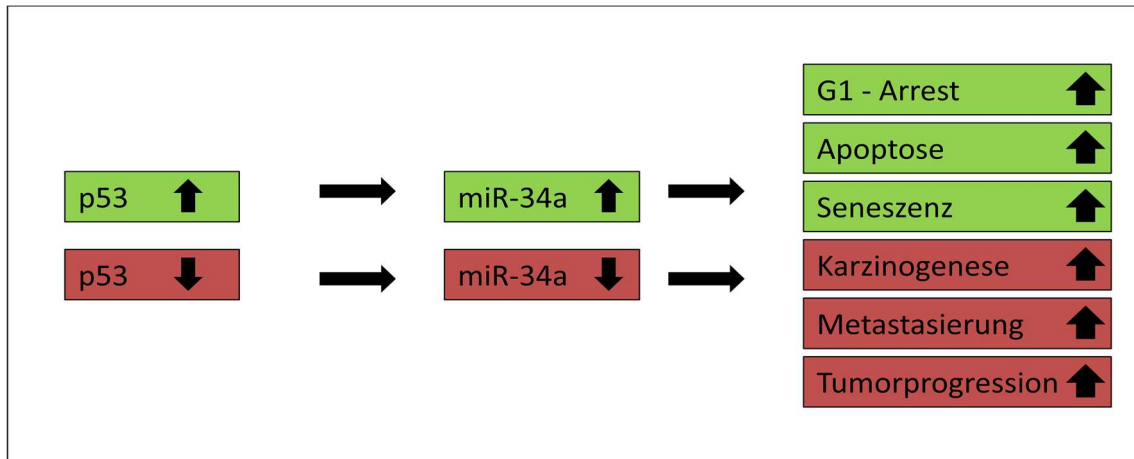 G1 - Arrest
Apoptose
p53
miR-34a
Seneszenz
p53
miR-34a
Karzinogenese
Metastasierung
Tumorprogression